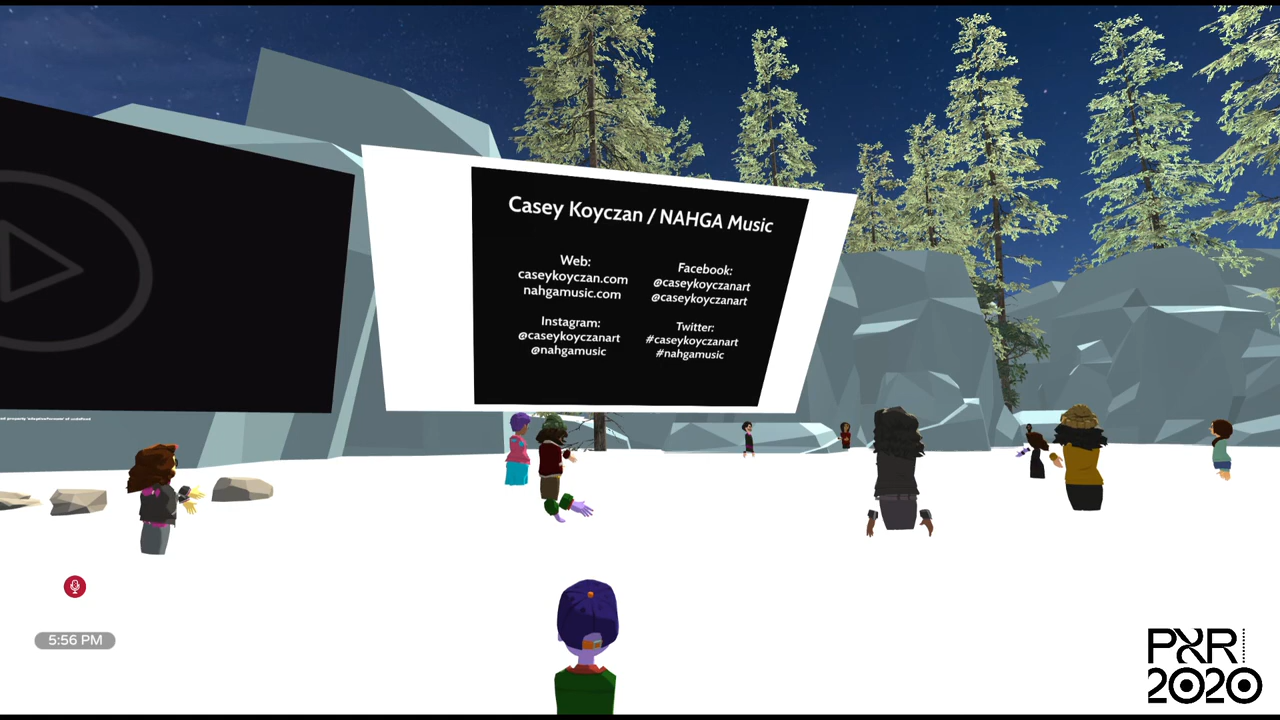 Casey Koyczan / NAHGA Music
Web:
caseykoyczan.com
nahgamusic.com
Facebook:
@caseykoyczanart
@caseykoyczanart
Instagram:
@caseykoyczanart
@nahgamusic
Twitter:
#caseykoyczanart
#nahgamusic
5:56 PM
PXR
2020